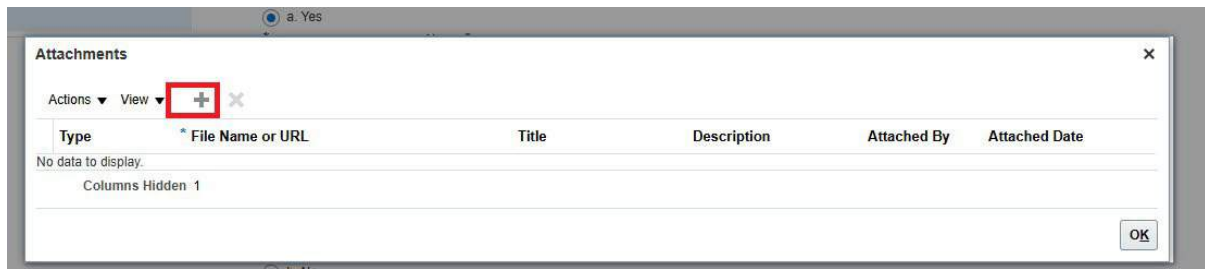 a. Yes
Attachments
Actions View
Type * File Name or URL Title Description Attached By Attached Date
No data to display.
Columns Hidden 1
OK